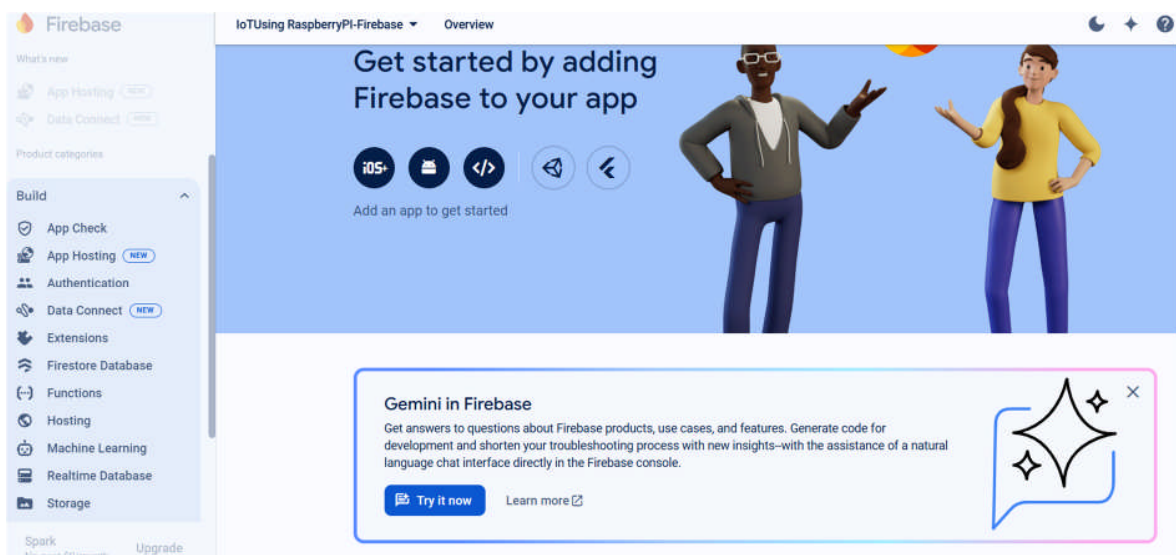 Firebase
IoTUsing RaspberryPI-Firebase
Overview
What's new
App Hosting NEW
Data Connect NEW
Product categories
Build
App Check
App Hosting NEW
Authentication
Data Connect NEW
Extensions
Firestore Database
Functions
Hosting
Machine Learning
Realtime Database
Storage
Spark
Upgrade
Get started by adding
Firebase to your app
iOS+
</>
Add an app to get started
Gemini in Firebase
Get answers to questions about Firebase products, use cases, and features. Generate code for
development and shorten your troubleshooting process with new insights–with the assistance of a natural
language chat interface directly in the Firebase console.
Try it now
Learn more